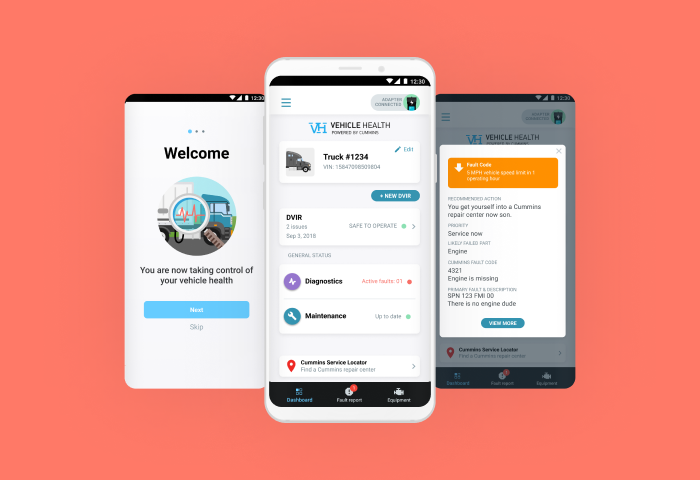 12:30
Welcome
You are now taking control of
your vehicle health
Next
Skip
12:30
ADAPTER
CONNECTED
VH VEHICLE HEALTH
POWERED BY CUMMINS
Truck #1234
Edit
VIN: 15847098509804
+ NEW DVIR
DVIR
2 issues
SAFE TO OPERATE
Sep 3, 2018
GENERAL STATUS
Diagnostics
Active faults: 01
Maintenance
Up to date
Cummins Service Locator
Find a Cummins repair center
Dashboard
1
Fault report
Equipment
12:30
ADAPTER
CONNECTED
VEHICLE HEALTH
POWERED BY CUMMINS
Fault Code
5 MPH vehicle speed limit in 1
operating hour
RECOMMENDED ACTION
You get yourself into a Cummins
repair center now son.
PRIORITY
Service now
LIKELY FAILED PART
Engine
CUMMINS FAULT CODE
4321
Engine is missing
PRIMARY FAULT & DESCRIPTION
SPN 123 FMI 00
There is no engine dude
VIEW MORE
Cummins Service Locator
Find a Cummins repair center
Dashboard
1
Fault report
Equipment